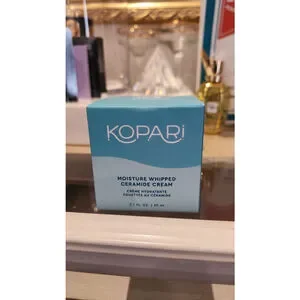 KOPARI
MOISTURE WHIPPED
CERAMIDE CREAM
CRÈME HYDRATANTE
FOUETTÉE AU CÉRAMIDE